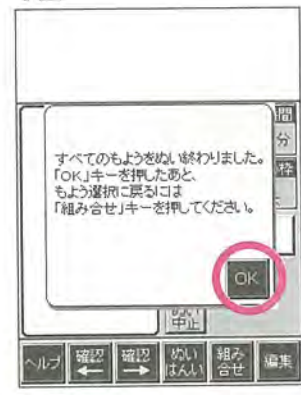 間
分
枠
すべてのもようをぬい終わりました。
「OK」キーを押したあと、
もよう選択に戻るには
「組み合せ」キーを押してください。
OK
中止
ヘルプ
確認
←
確認
→
ぬい
はんい
組み
合せ
編集